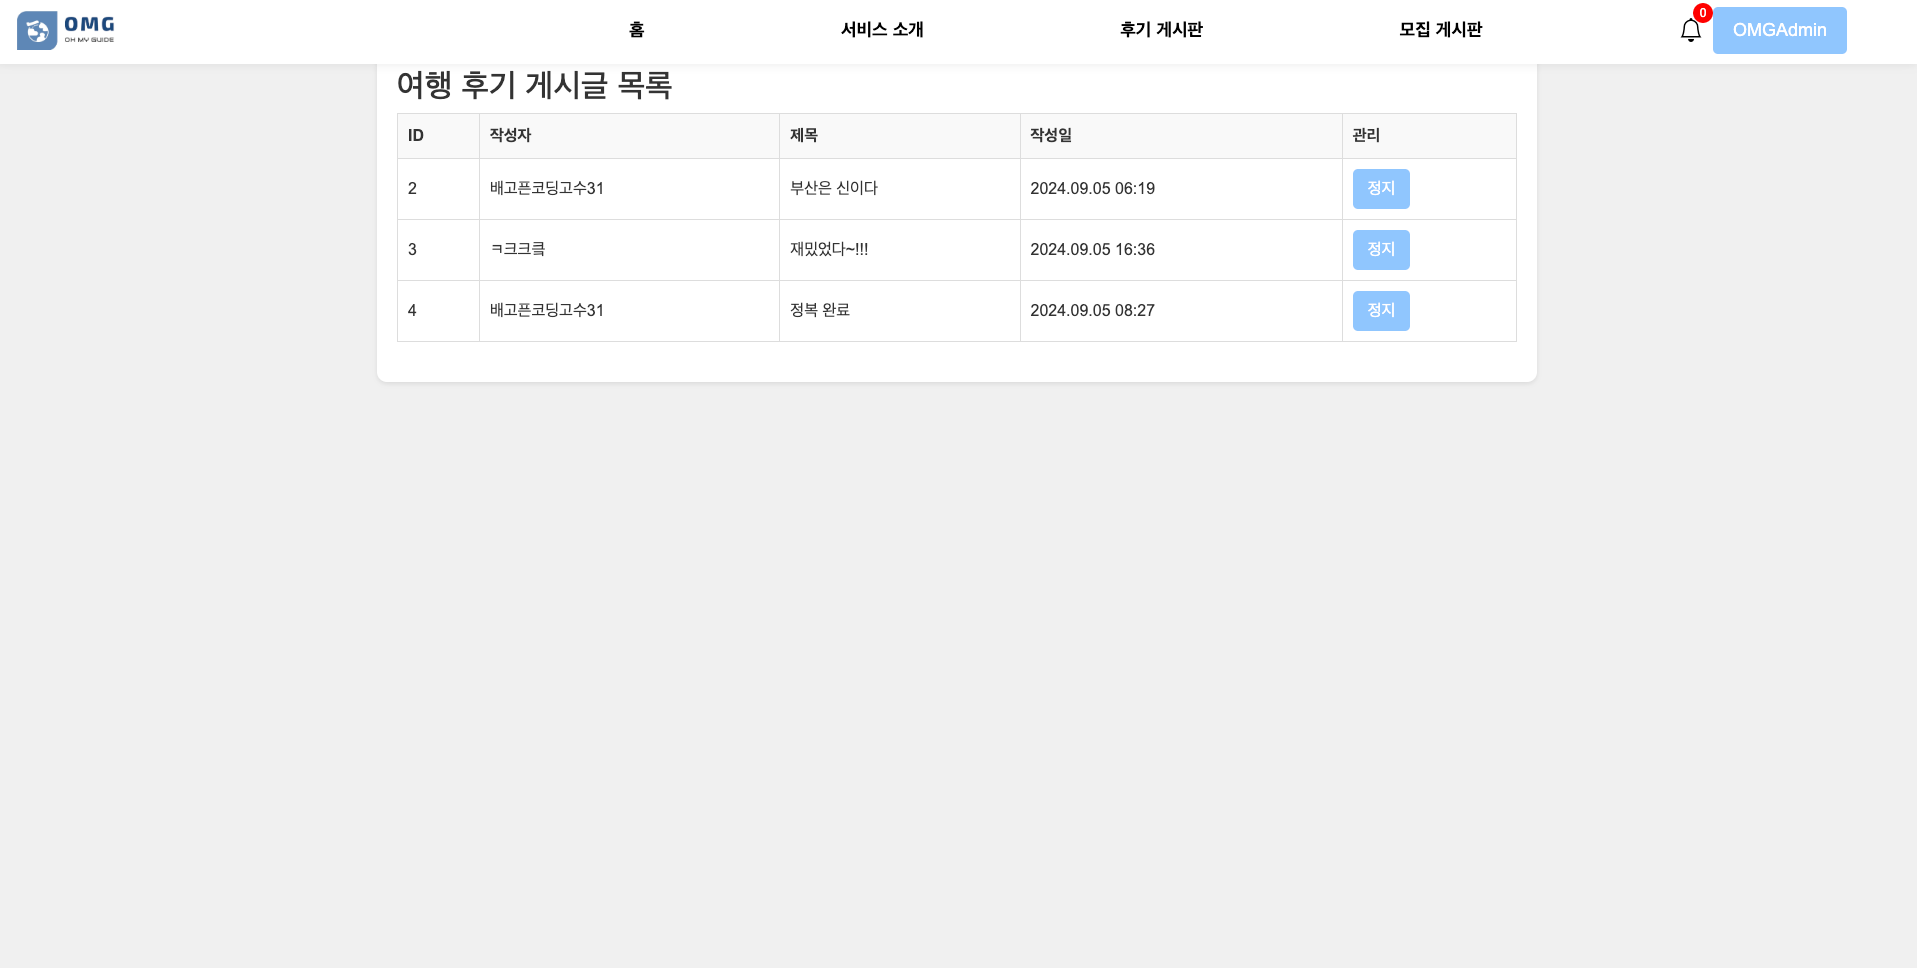 OMG
OH MY GUIDE
홈 서비스 소개 후기 게시판 모집 게시판 0 OMGAdmin
여행 후기 게시글 목록
ID 작성자 제목 작성일 관리
2 배고픈코딩고수31 부산은 신이다 2024.09.05 06:19 정지
3 ㅋ크크킄 재밌었다~!!! 2024.09.05 16:36 정지
4 배고픈코딩고수31 정복 완료 2024.09.05 08:27 정지